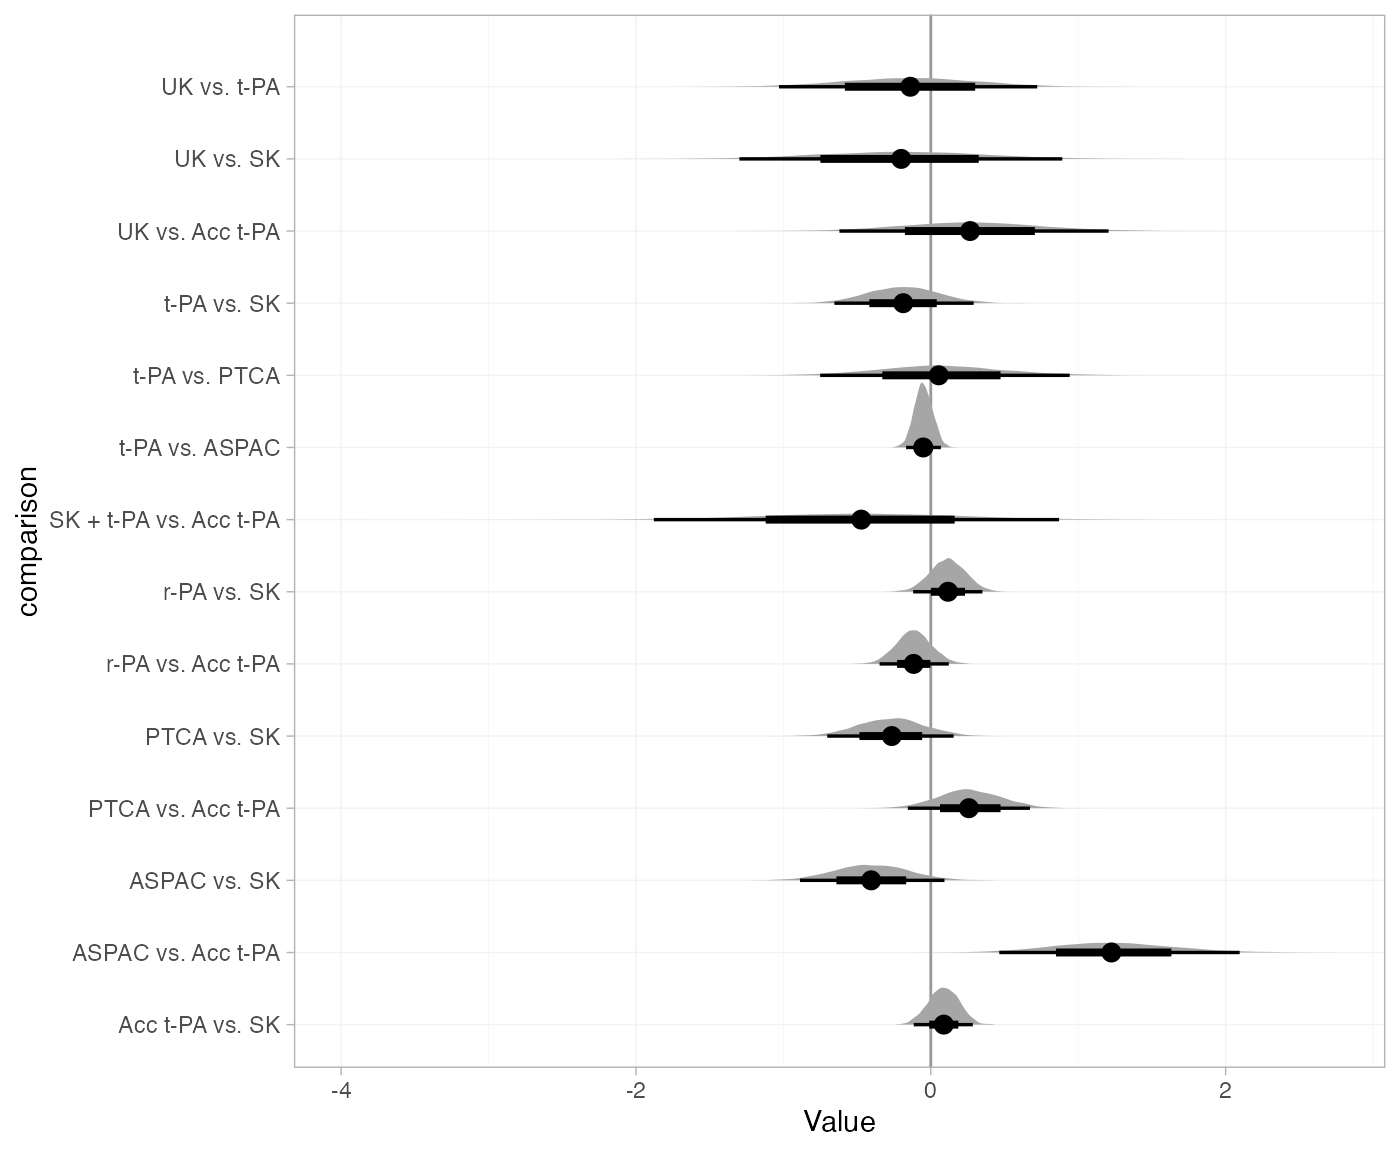 UK vs. t-PA
UK vs. SK
UK vs. Acc t-PA
t-PA vs. SK
t-PA vs. PTCA
t-PA vs. ASPAC
SK + t-PA vs. Acc t-PA
r-PA vs. SK
r-PA vs. Acc t-PA
PTCA vs. SK
PTCA vs. Acc t-PA
ASPAC vs. SK
ASPAC vs. Acc t-PA
Acc t-PA vs. SK
comparison
-4 -2 0 2
Value